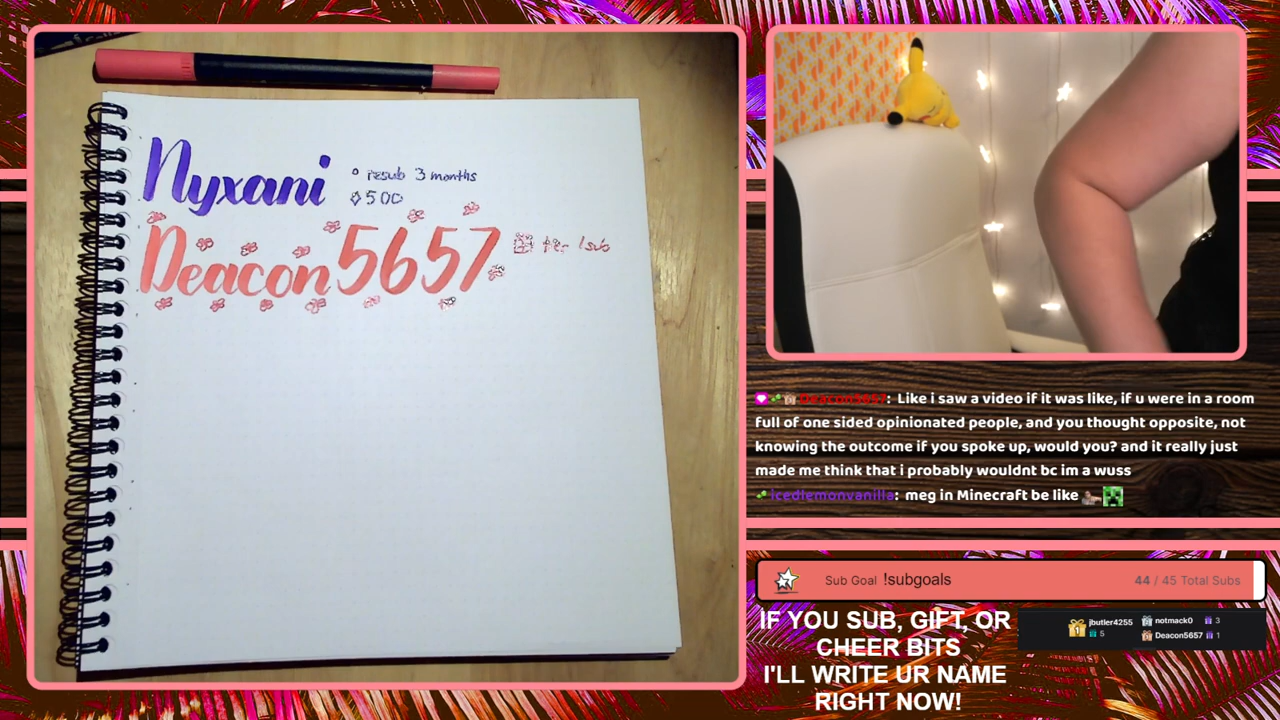 Nyxani
resub 3 months
500
Deacon5657
1 sub
Deacon5657: Like i saw a video if it was like, if u were in a room
full of one sided opinionated people, and you thought opposite, not
knowing the outcome if you spoke up, would you? and it really just
made me think that i probably wouldnt bc im a wuss
icedlemonvanilla: meg in Minecraft be like
Sub Goal !subgoals
44 / 45 Total Subs
IF YOU SUB, GIFT, OR
CHEER BITS
I'LL WRITE UR NAME
RIGHT NOW!
1 jbutler4255
5
notmack0 3
Deacon5657 1